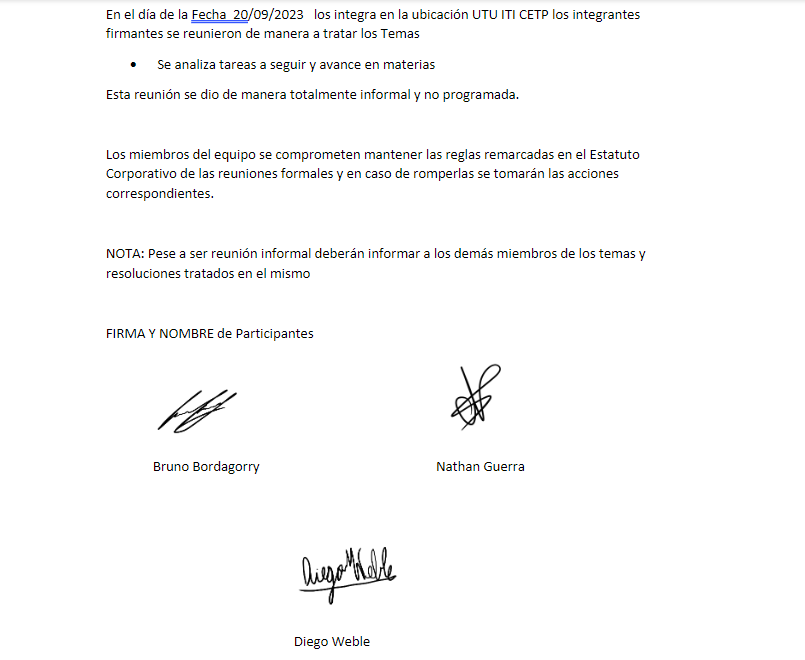 En el día de la Fecha 20/09/2023 los integra en la ubicación UTU ITI CETP los integrantes
firmantes se reunieron de manera a tratar los Temas
• Se analiza tareas a seguir y avance en materias
Esta reunión se dio de manera totalmente informal y no programada.
Los miembros del equipo se comprometen mantener las reglas remarcadas en el Estatuto
Corporativo de las reuniones formales y en caso de romperlas se tomarán las acciones
correspondientes.
NOTA: Pese a ser reunión informal deberán informar a los demás miembros de los temas y
resoluciones tratados en el mismo
FIRMA Y NOMBRE de Participantes
Bruno Bordagorry
Nathan Guerra
Diego Weble
Diego Weble